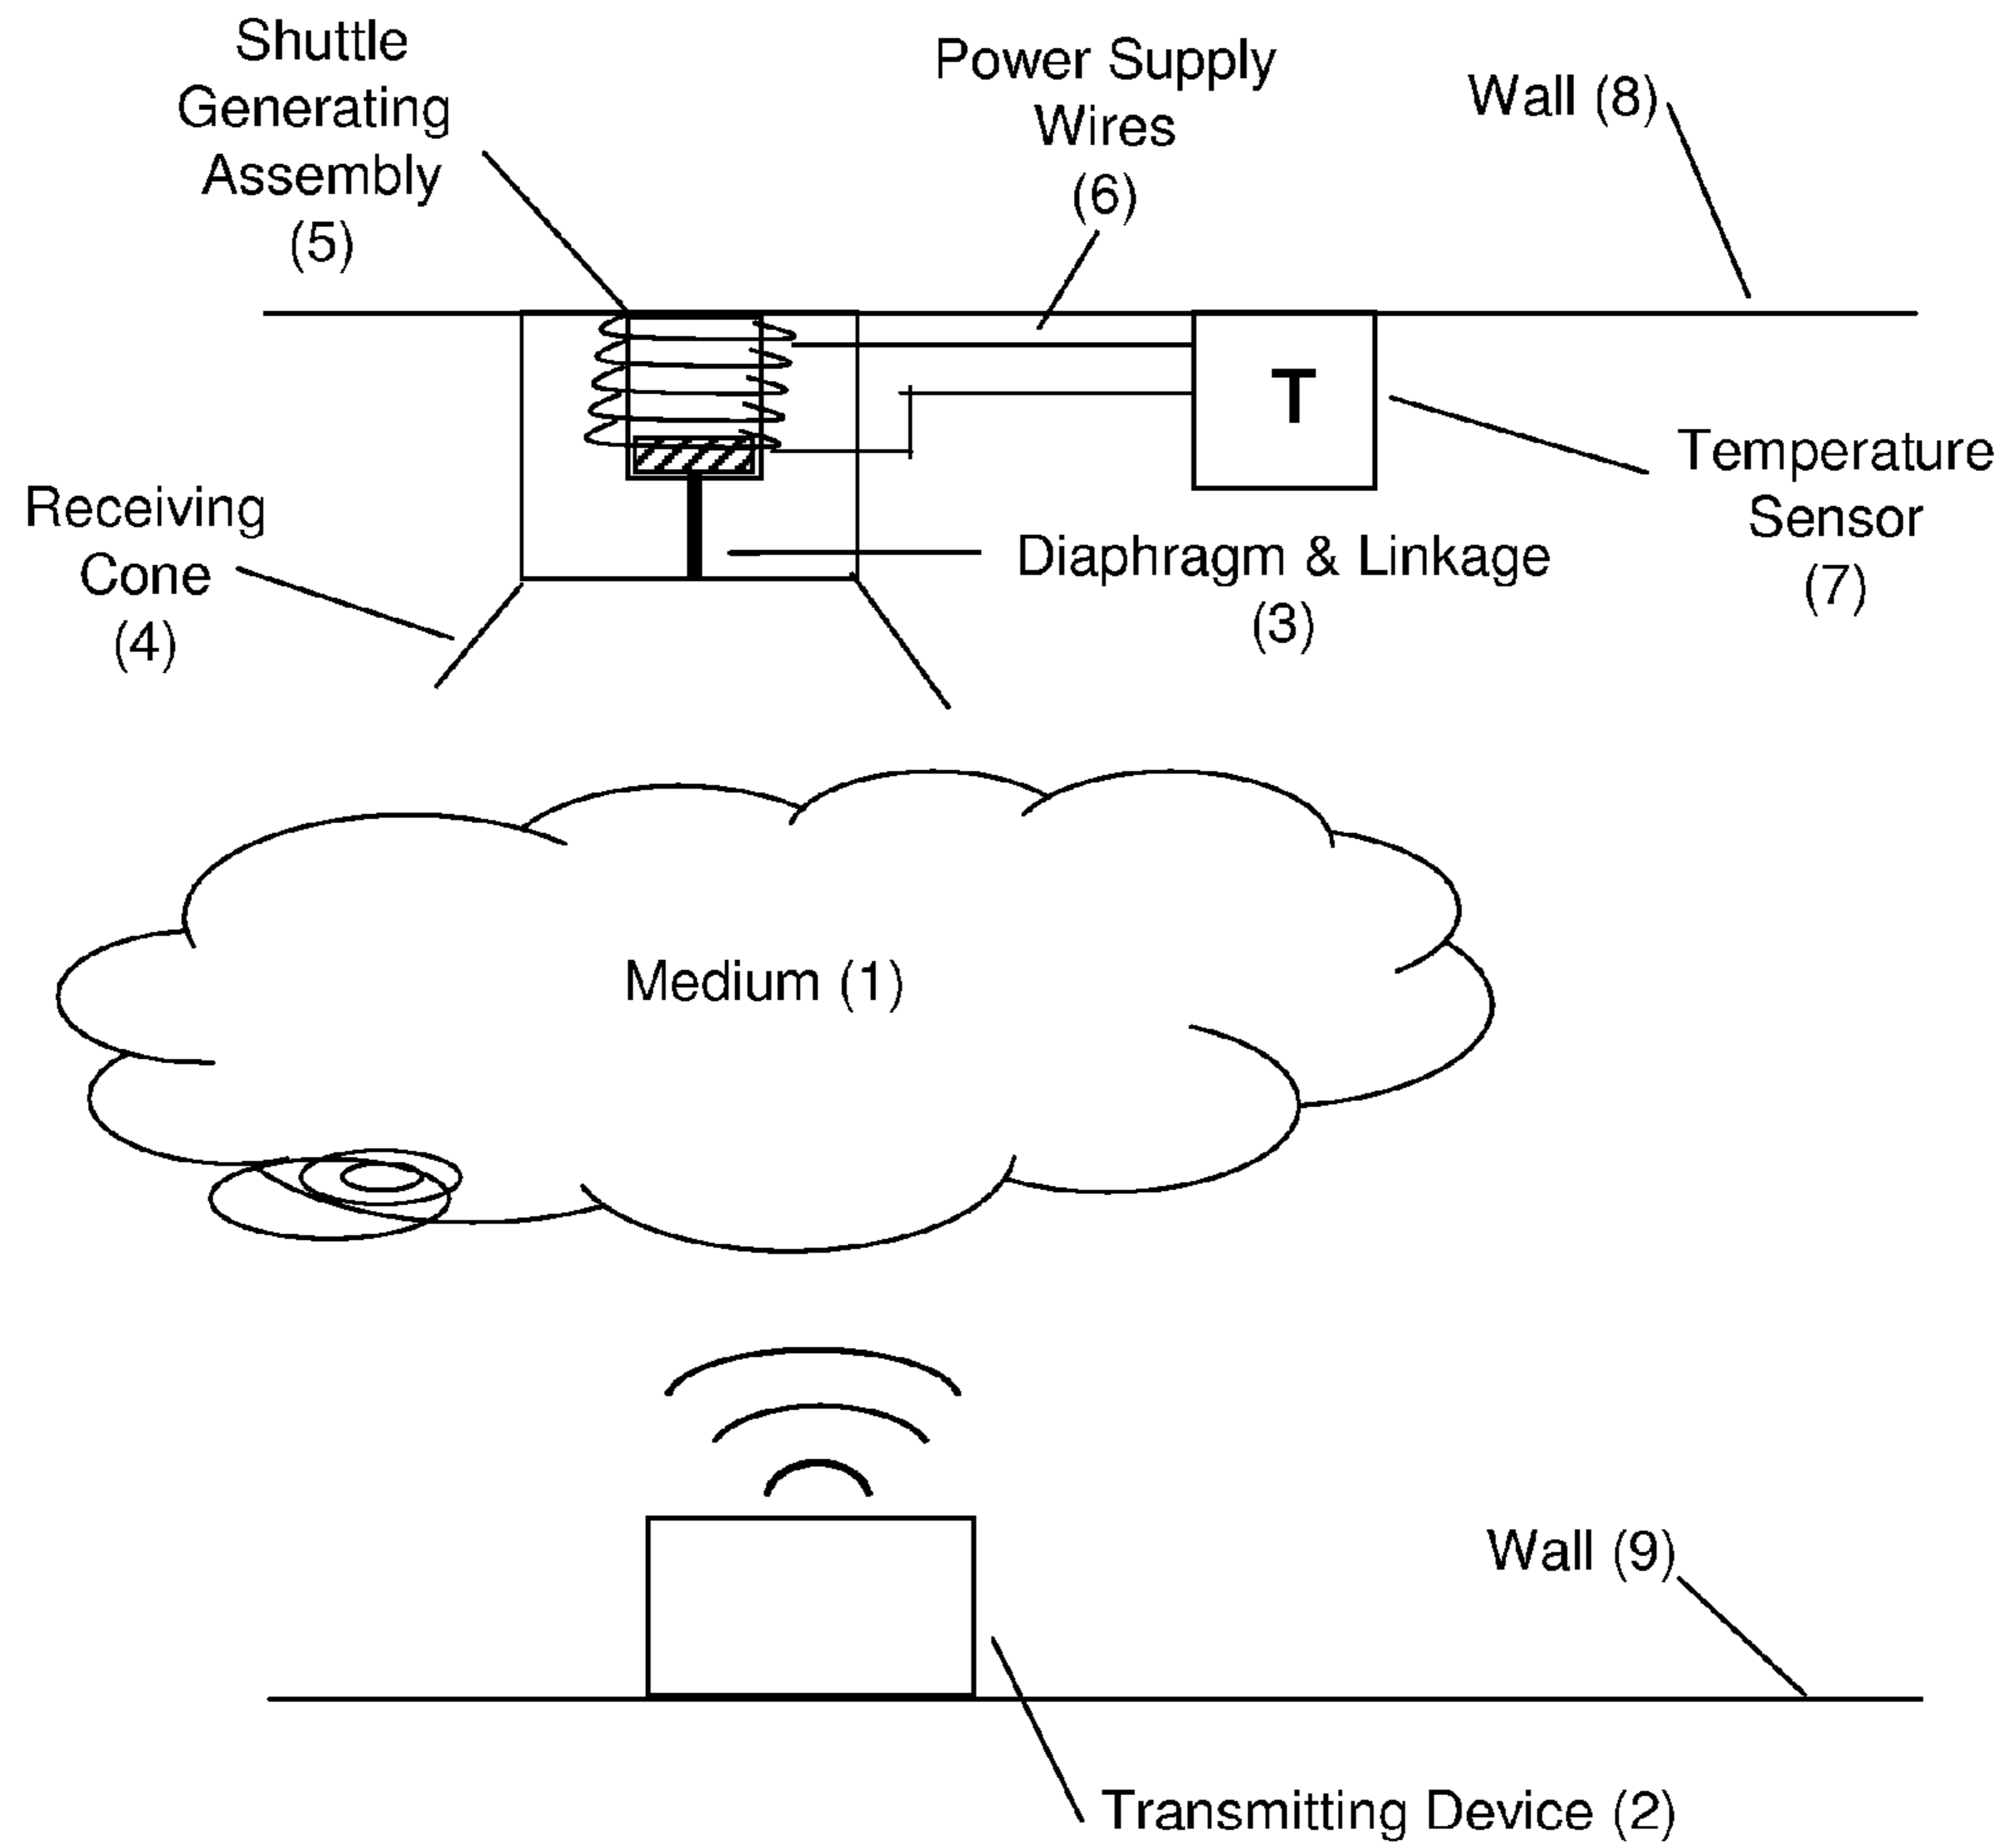 Shuttle
Generating
Assembly
(5)
Power Supply
Wires
(6)
Wall (8)
T
Temperature
Sensor
(7)
Receiving
Cone
(4)
Diaphragm & Linkage
(3)
Medium (1)
Wall (9)
Transmitting Device (2)